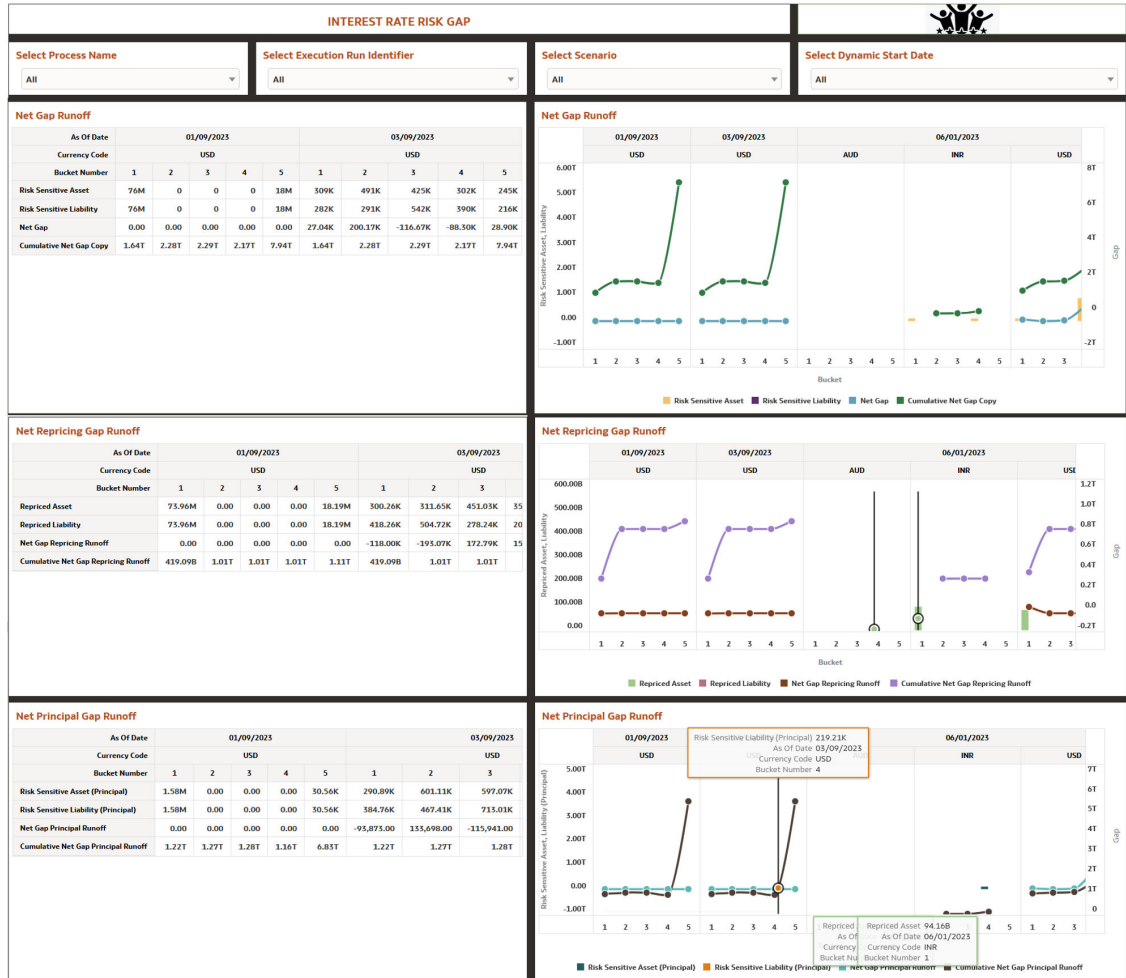 INTEREST RATE RISK GAP
Select Process Name
All
Select Execution Run Identifier
All
Select Scenario
All
Select Dynamic Start Date
All
Net Gap Runoff
As Of Date 01/09/2023 03/09/2023
Currency Code USD USD
Bucket Number 1 2 3 4 5 1 2 3 4 5
Risk Sensitive Asset 76M 0 0 0 18M 309K 491K 425K 302K 245K
Risk Sensitive Liability 76M 0 0 0 18M 282K 291K 542K 390K 216K
Net Gap 0.00 0.00 0.00 0.00 0.00 27.04K 200.17K -116.67K -88.30K 28.90K
Cumulative Net Gap Copy 1.64T 2.28T 2.29T 2.17T 7.94T 1.64T 2.28T 2.29T 2.17T 7.94T
Net Gap Runoff
01/09/2023 03/09/2023 06/01/2023
USD USD AUD INR USD
Risk Sensitive Asset, Liability
6.00T
5.00T
4.00T
3.00T
2.00T
1.00T
0.00
-1.00T
8T
6T
4T
2T
0
-2T
Gap
1 2 3 4 5 1 2 3 4 5 1 2 3 4 5 1 2 3 4 5 1 2 3
Bucket
Risk Sensitive Asset Risk Sensitive Liability Net Gap Cumulative Net Gap Copy
Net Repricing Gap Runoff
As Of Date 01/09/2023 03/09/2023
Currency Code USD USD
Bucket Number 1 2 3 4 5 1 2 3
Repriced Asset 73.96M 0.00 0.00 0.00 18.19M 300.26K 311.65K 451.03K 35
Repriced Liability 73.96M 0.00 0.00 0.00 18.19M 418.26K 504.72K 278.24K 20
Net Gap Repricing Runoff 0.00 0.00 0.00 0.00 0.00 -118.00K -193.07K 172.79K 15
Cumulative Net Gap Repricing Runoff 419.09B 1.01T 1.01T 1.01T 1.11T 419.09B 1.01T 1.01T
Net Repricing Gap Runoff
01/09/2023 03/09/2023 06/01/2023
USD USD AUD INR USD
Repriced Asset, Liability
600.00B
500.00B
400.00B
300.00B
200.00B
100.00B
0.00
1.2T
1.0T
0.8T
0.6T
0.4T
0.2T
0.0
-0.2T
Gap
1 2 3 4 5 1 2 3 4 5 1 2 3 4 5 1 2 3 4 5 1 2 3
Bucket
Repriced Asset Repriced Liability Net Gap Repricing Runoff Cumulative Net Gap Repricing Runoff
Net Principal Gap Runoff
As Of Date 01/09/2023 03/09/2023
Currency Code USD USD
Bucket Number 1 2 3 4 5 1 2 3
Risk Sensitive Asset (Principal) 1.58M 0.00 0.00 0.00 30.56K 290.89K 601.11K 597.07K
Risk Sensitive Liability (Principal) 1.58M 0.00 0.00 0.00 30.56K 384.76K 467.41K 713.01K
Net Gap Principal Runoff 0.00 0.00 0.00 0.00 0.00 -93,873.00 133,698.00 -115,941.00
Cumulative Net Gap Principal Runoff 1.22T 1.27T 1.28T 1.16T 6.83T 1.22T 1.27T 1.28T
Net Principal Gap Runoff
01/09/2023 06/01/2023
USD INR USD
Risk Sensitive Liability (Principal) 219.21K
As Of Date 03/09/2023
Currency Code USD
Bucket Number 4
Risk Sensitive Asset, Liability (Principal)
5.00T
4.00T
3.00T
2.00T
1.00T
0.00
-1.00T
7T
6T
5T
4T
3T
2T
1T
0
Gap
1 2 3 4 5 1 2 3 4 5 4 5 1 2 3
Repriced Asset 94.16B
As Of Date 06/01/2023
Currency Code INR
Bucket Number 1
Risk Sensitive Asset (Principal) Risk Sensitive Liability (Principal) Net Gap Principal Runoff Cumulative Net Gap Principal Runoff